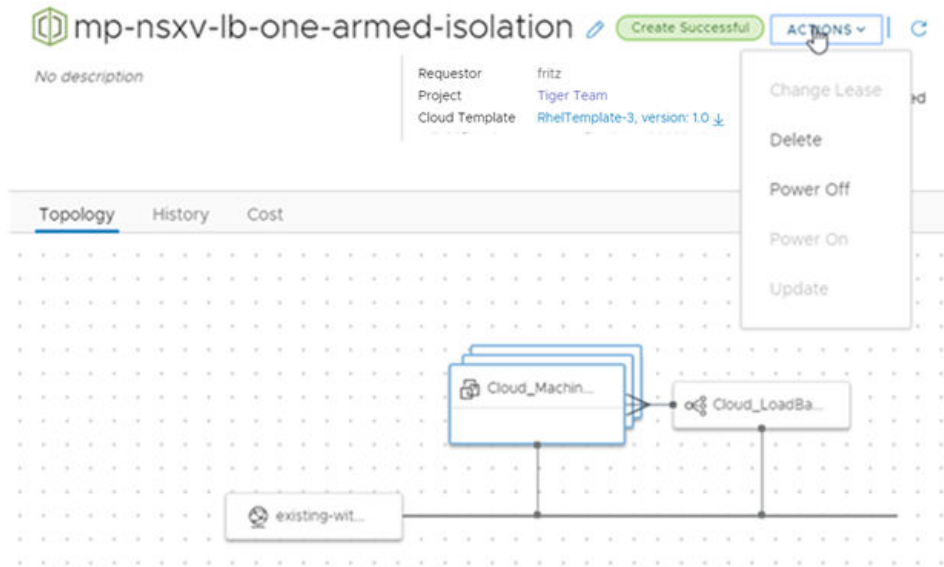 mp-nsxv-lb-one-armed-isolation
Create Successful
ACTIONS
No description
Requestor fritz
Project Tiger Team
Cloud Template RhelTemplate-3, version: 1.0
Change Lease
Delete
Power Off
Power On
Update
Topology History Cost
Cloud_Machin...
Cloud_LoadBa...
existing-wit...